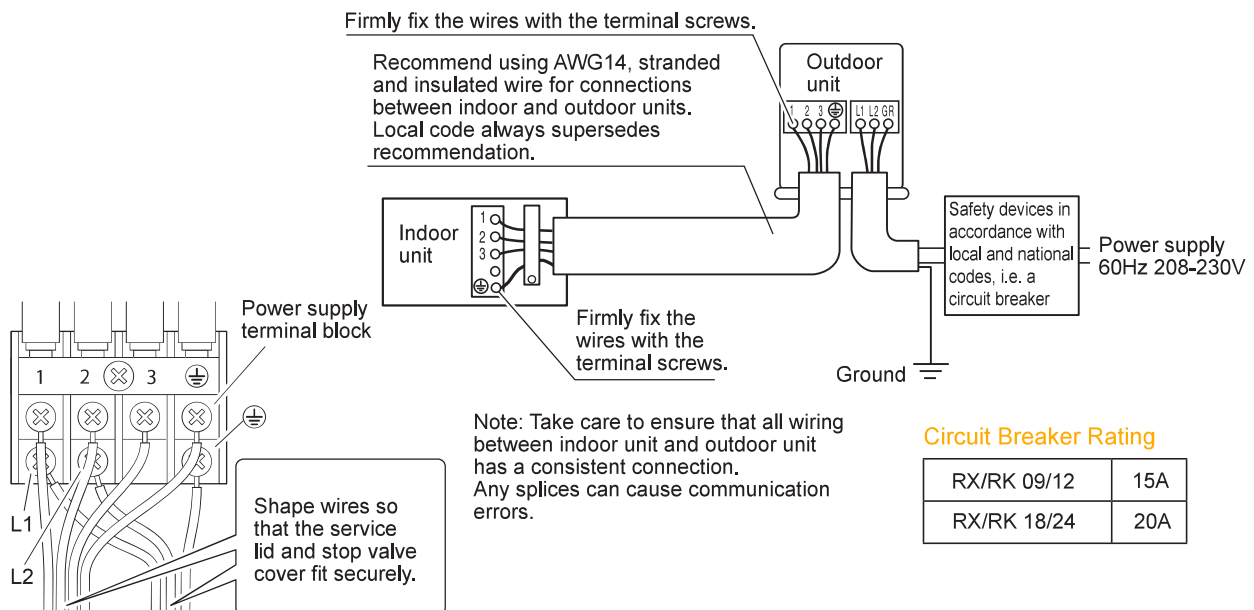 Firmly fix the wires with the terminal screws.
Recommend using AWG14, stranded
and insulated wire for connections
between indoor and outdoor units.
Local code always supersedes
recommendation.
Outdoor
unit
1 2 3
L1 L2 GR
Indoor
unit
1
2
3
Safety devices in
accordance with
local and national
codes, i.e. a
circuit breaker
Power supply
60Hz 208-230V
Ground
Firmly fix the
wires with the
terminal screws.
Power supply
terminal block
1 2 3
L1
L2
Shape wires so
that the service
lid and stop valve
cover fit securely.
Note: Take care to ensure that all wiring
between indoor unit and outdoor unit
has a consistent connection.
Any splices can cause communication
errors.
Circuit Breaker Rating
RX/RK 09/12 15A
RX/RK 18/24 20A